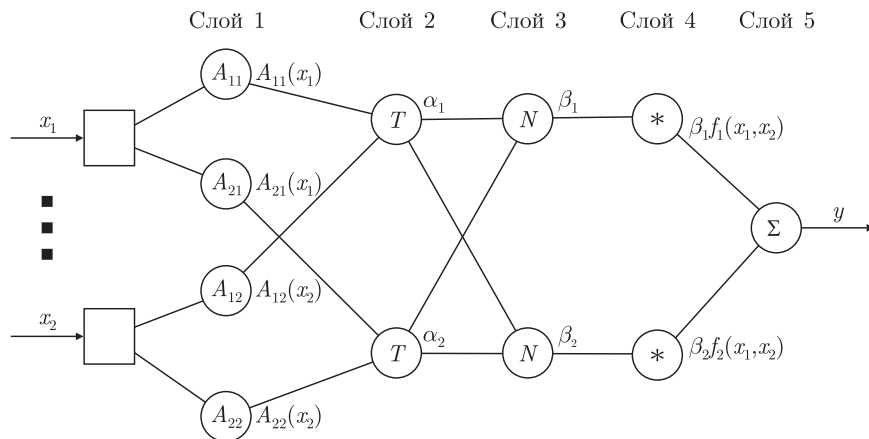 Слой 1 Слой 2 Слой 3 Слой 4 Слой 5
A₁₁ A₁₁(x₁)
T α₁ N β₁ * β₁f₁(x₁,x₂)
x₁
A₂₁ A₂₁(x₁)
Σ y
A₁₂ A₁₂(x₂)
x₂
T α₂ N β₂ * β₂f₂(x₁,x₂)
A₂₂ A₂₂(x₂)